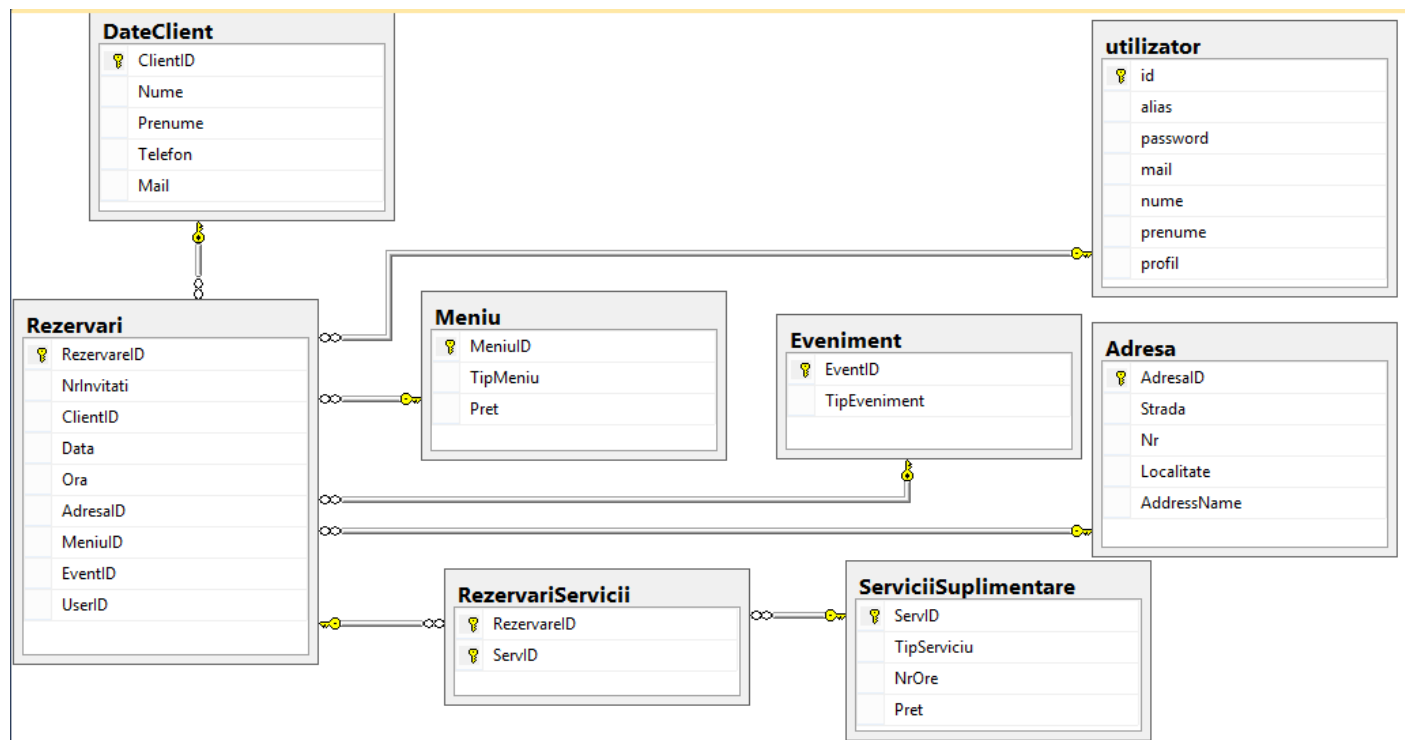 DateClient
ClientID
Nume
Prenume
Telefon
Mail
utilizator
id
alias
password
mail
nume
prenume
profil
Rezervari
RezervareID
NrInvitati
ClientID
Data
Ora
AdresaID
MeniuID
EventID
UserID
Meniu
MeniuID
TipMeniu
Pret
Eveniment
EventID
TipEveniment
Adresa
AdresaID
Strada
Nr
Localitate
AddressName
RezervariServicii
RezervareID
ServID
ServiciiSuplimentare
ServID
TipServiciu
NrOre
Pret